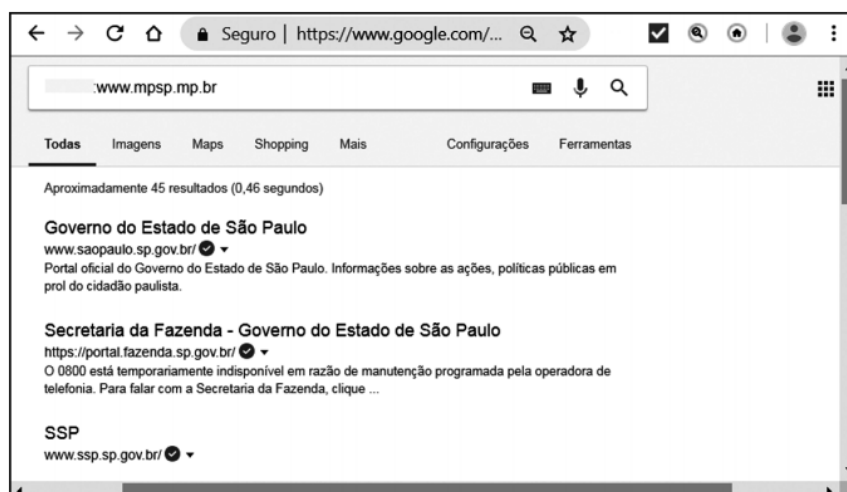 Seguro | https://www.google.com/...
:www.mpsp.mp.br
Todas Imagens Maps Shopping Mais Configurações Ferramentas
Aproximadamente 45 resultados (0,46 segundos)
Governo do Estado de São Paulo
www.saopaulo.sp.gov.br/
Portal oficial do Governo do Estado de São Paulo. Informações sobre as ações, políticas públicas em
prol do cidadão paulista.
Secretaria da Fazenda - Governo do Estado de São Paulo
https://portal.fazenda.sp.gov.br/
O 0800 está temporariamente indisponível em razão de manutenção programada pela operadora de
telefonia. Para falar com a Secretaria da Fazenda, clique ...
SSP
www.ssp.sp.gov.br/